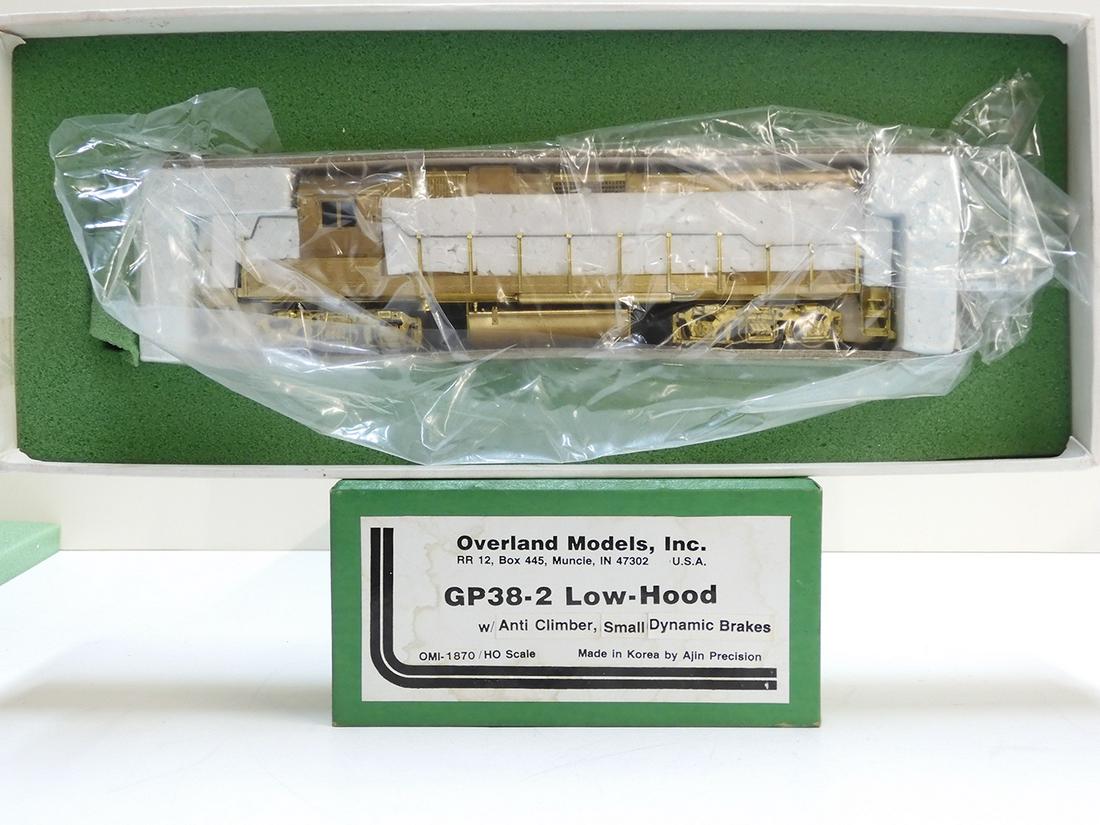 Overland Models, Inc.
RR 12, Box 445, Muncie, IN 47302 U.S.A.
GP38-2 Low-Hood
w/ Anti Climber, Small Dynamic Brakes
OMI-1870/HO Scale Made in Korea by Ajin Precision